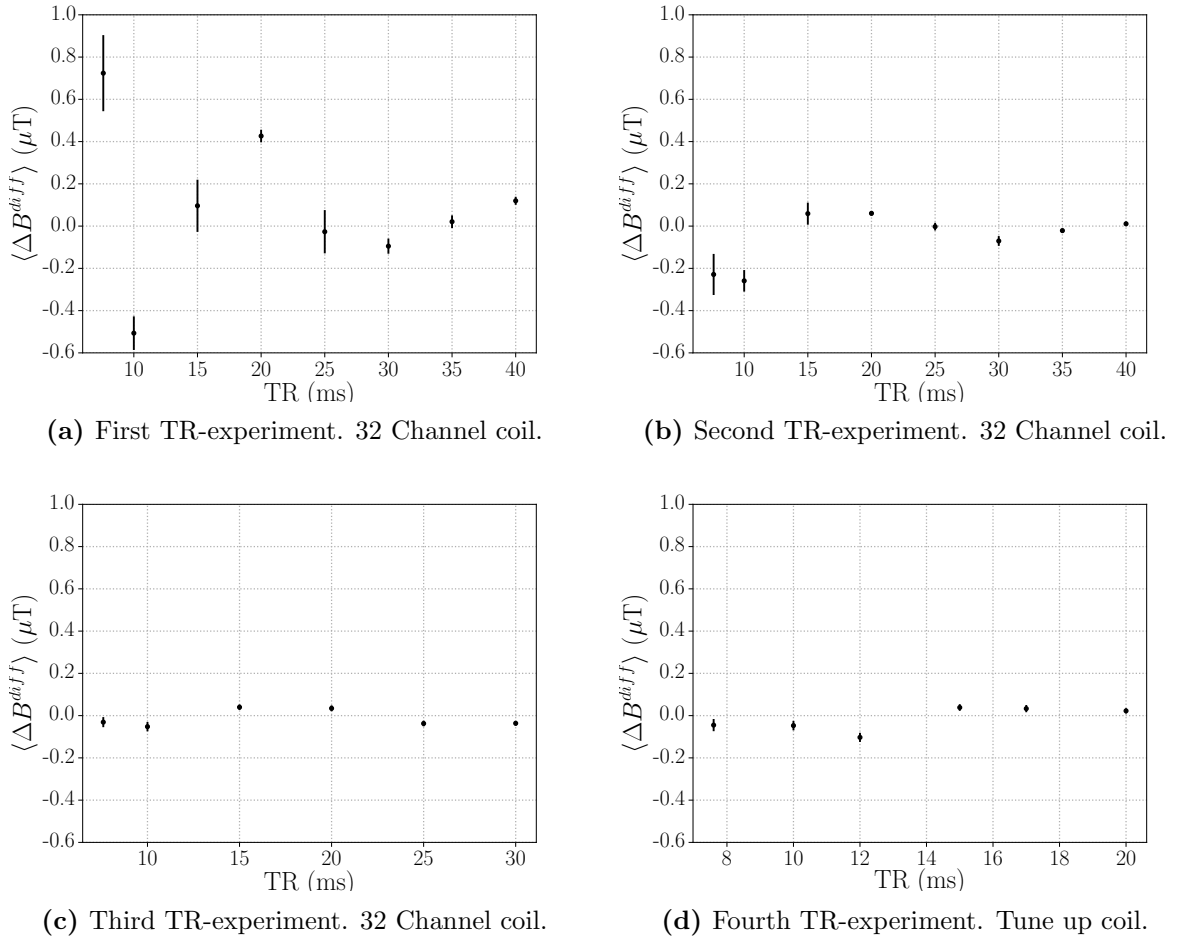 1.0
0.8
0.6
0.4
0.2
0.0
-0.2
-0.4
-0.6
⟨ΔB^{diff}⟩ (μT)
10 15 20 25 30 35 40
TR (ms)
(a) First TR-experiment. 32 Channel coil.
1.0
0.8
0.6
0.4
0.2
0.0
-0.2
-0.4
-0.6
⟨ΔB^{diff}⟩ (μT)
10 15 20 25 30 35 40
TR (ms)
(b) Second TR-experiment. 32 Channel coil.
1.0
0.8
0.6
0.4
0.2
0.0
-0.2
-0.4
-0.6
⟨ΔB^{diff}⟩ (μT)
10 15 20 25 30
TR (ms)
(c) Third TR-experiment. 32 Channel coil.
1.0
0.8
0.6
0.4
0.2
0.0
-0.2
-0.4
-0.6
⟨ΔB^{diff}⟩ (μT)
8 10 12 14 16 18 20
TR (ms)
(d) Fourth TR-experiment. Tune up coil.